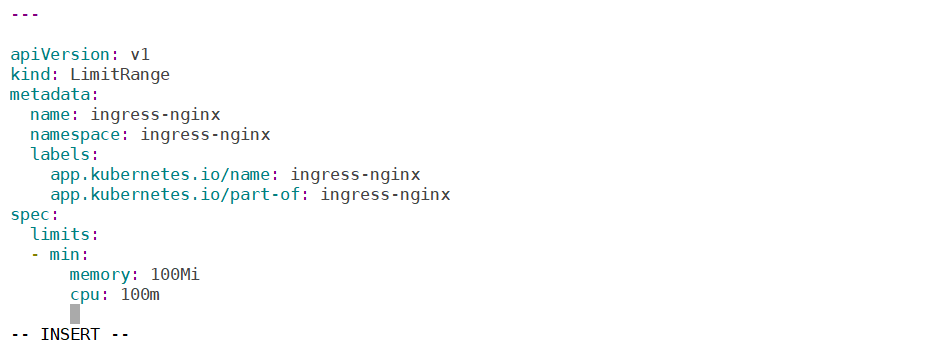 ---
apiVersion: v1
kind: LimitRange
metadata:
  name: ingress-nginx
  namespace: ingress-nginx
  labels:
    app.kubernetes.io/name: ingress-nginx
    app.kubernetes.io/part-of: ingress-nginx
spec:
  limits:
  - min:
      memory: 100Mi
      cpu: 100m
-- INSERT --